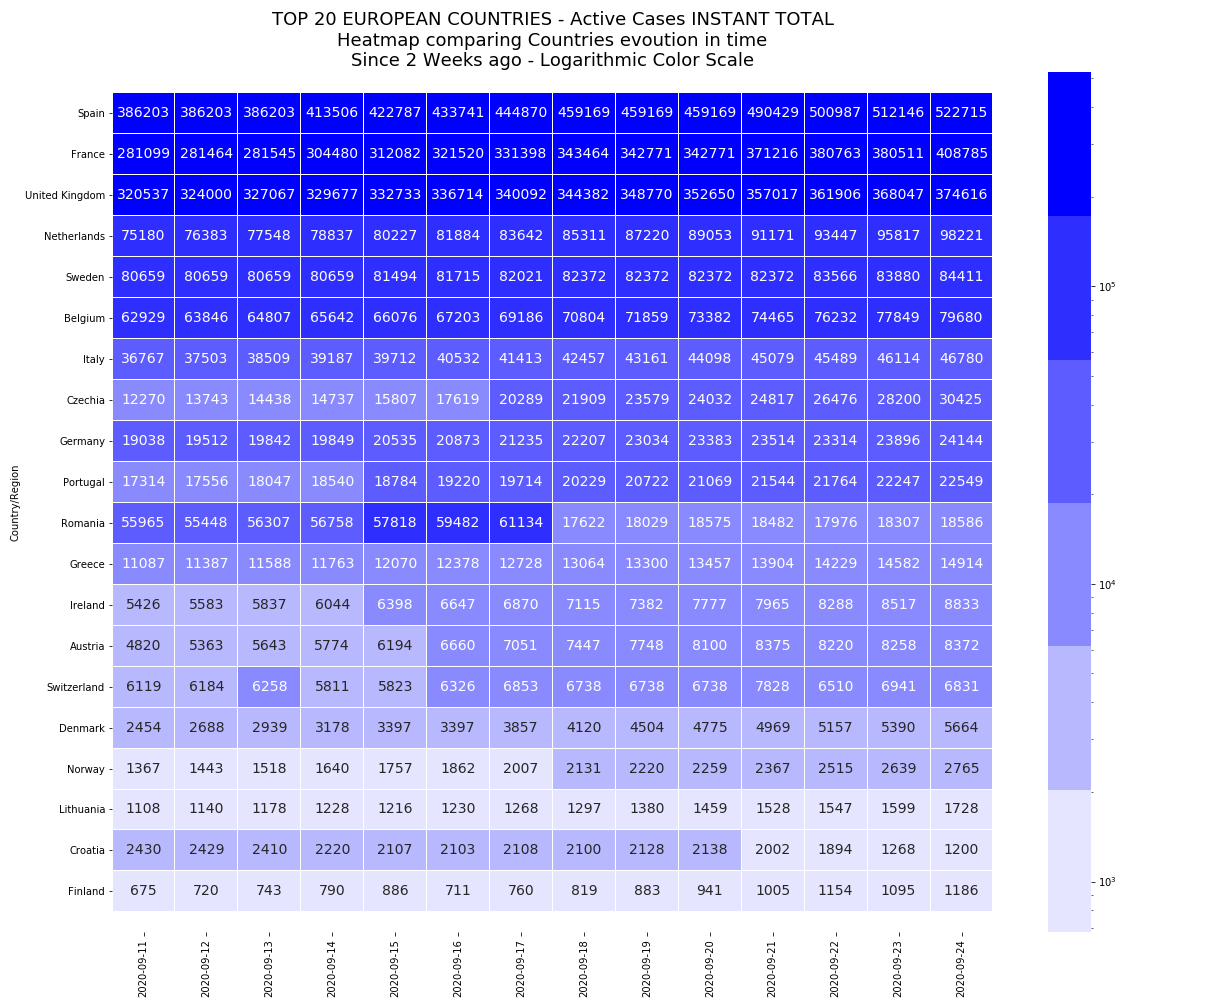 TOP 20 EUROPEAN COUNTRIES - Active Cases INSTANT TOTAL
Heatmap comparing Countries evoution in time
Since 2 Weeks ago - Logarithmic Color Scale
Country/Region
Spain 386203 386203 386203 413506 422787 433741 444870 459169 459169 459169 490429 500987 512146 522715
France 281099 281464 281545 304480 312082 321520 331398 343464 342771 342771 371216 380763 380511 408785
United Kingdom 320537 324000 327067 329677 332733 336714 340092 344382 348770 352650 357017 361906 368047 374616
Netherlands 75180 76383 77548 78837 80227 81884 83642 85311 87220 89053 91171 93447 95817 98221
Sweden 80659 80659 80659 80659 81494 81715 82021 82372 82372 82372 82372 83566 83880 84411
Belgium 62929 63846 64807 65642 66076 67203 69186 70804 71859 73382 74465 76232 77849 79680
Italy 36767 37503 38509 39187 39712 40532 41413 42457 43161 44098 45079 45489 46114 46780
Czechia 12270 13743 14438 14737 15807 17619 20289 21909 23579 24032 24817 26476 28200 30425
Germany 19038 19512 19842 19849 20535 20873 21235 22207 23034 23383 23514 23314 23896 24144
Portugal 17314 17556 18047 18540 18784 19220 19714 20229 20722 21069 21544 21764 22247 22549
Romania 55965 55448 56307 56758 57818 59482 61134 17622 18029 18575 18482 17976 18307 18586
Greece 11087 11387 11588 11763 12070 12378 12728 13064 13300 13457 13904 14229 14582 14914
Ireland 5426 5583 5837 6044 6398 6647 6870 7115 7382 7777 7965 8288 8517 8833
Austria 4820 5363 5643 5774 6194 6660 7051 7447 7748 8100 8375 8220 8258 8372
Switzerland 6119 6184 6258 5811 5823 6326 6853 6738 6738 6738 7828 6510 6941 6831
Denmark 2454 2688 2939 3178 3397 3397 3857 4120 4504 4775 4969 5157 5390 5664
Norway 1367 1443 1518 1640 1757 1862 2007 2131 2220 2259 2367 2515 2639 2765
Lithuania 1108 1140 1178 1228 1216 1230 1268 1297 1380 1459 1528 1547 1599 1728
Croatia 2430 2429 2410 2220 2107 2103 2108 2100 2128 2138 2002 1894 1268 1200
Finland 675 720 743 790 886 711 760 819 883 941 1005 1154 1095 1186
2020-09-11 2020-09-12 2020-09-13 2020-09-14 2020-09-15 2020-09-16 2020-09-17 2020-09-18 2020-09-19 2020-09-20 2020-09-21 2020-09-22 2020-09-23 2020-09-24
10⁵
10⁴
10³